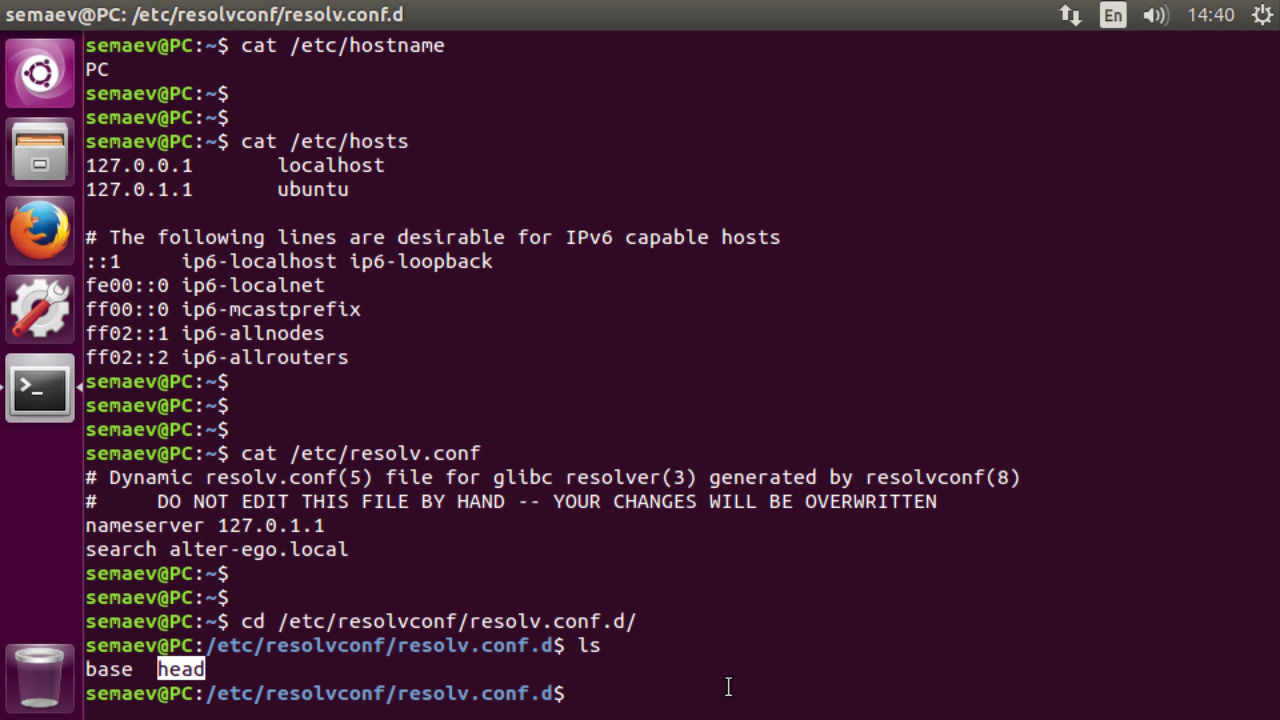 semaev@PC: /etc/resolvconf/resolv.conf.d
En
14:40
semaev@PC:~$ cat /etc/hostname
PC
semaev@PC:~$
semaev@PC:~$
semaev@PC:~$ cat /etc/hosts
127.0.0.1       localhost
127.0.1.1       ubuntu
# The following lines are desirable for IPv6 capable hosts
::1     ip6-localhost ip6-loopback
fe00::0 ip6-localnet
ff00::0 ip6-mcastprefix
ff02::1 ip6-allnodes
ff02::2 ip6-allrouters
semaev@PC:~$
semaev@PC:~$
semaev@PC:~$
semaev@PC:~$ cat /etc/resolv.conf
# Dynamic resolv.conf(5) file for glibc resolver(3) generated by resolvconf(8)
#     DO NOT EDIT THIS FILE BY HAND -- YOUR CHANGES WILL BE OVERWRITTEN
nameserver 127.0.1.1
search alter-ego.local
semaev@PC:~$
semaev@PC:~$
semaev@PC:~$ cd /etc/resolvconf/resolv.conf.d/
semaev@PC:/etc/resolvconf/resolv.conf.d$ ls
base  head
semaev@PC:/etc/resolvconf/resolv.conf.d$